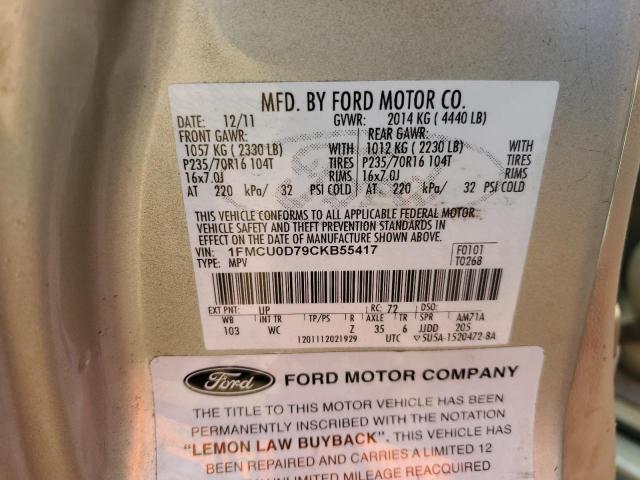 MFD. BY FORD MOTOR CO.
DATE: 12/11 GVWR: 2014 KG ( 4440 LB)
FRONT GAWR: REAR GAWR:
1057 KG ( 2330 LB) WITH 1012 KG ( 2230 LB) WITH
P235/70R16 104T TIRES P235/70R16 104T TIRES
16x7.0J RIMS 16x7.0J RIMS
AT 220 kPa/ 32 PSI COLD AT 220 kPa/ 32 PSI COLD
THIS VEHICLE CONFORMS TO ALL APPLICABLE FEDERAL MOTOR
VEHICLE SAFETY AND THEFT PREVENTION STANDARDS IN
EFFECT ON THE DATE OF MANUFACTURE SHOWN ABOVE.
VIN: 1FMCU0D79CKB55417 F0101
TYPE: MPV T0268
EXT PNT: UP RC: 72 DSO:
WB INT TR TP/PS R AXLE TR SPR AM71A
103 WC Z 35 6 JJDD 205
1201112021929 UTC ▽5U5A-1520472-BA
Ford FORD MOTOR COMPANY
THE TITLE TO THIS MOTOR VEHICLE HAS BEEN
PERMANENTLY INSCRIBED WITH THE NOTATION
"LEMON LAW BUYBACK". THIS VEHICLE HAS
BEEN REPAIRED AND CARRIES A LIMITED 12
UNLIMITED MILEAGE REACQUIRED